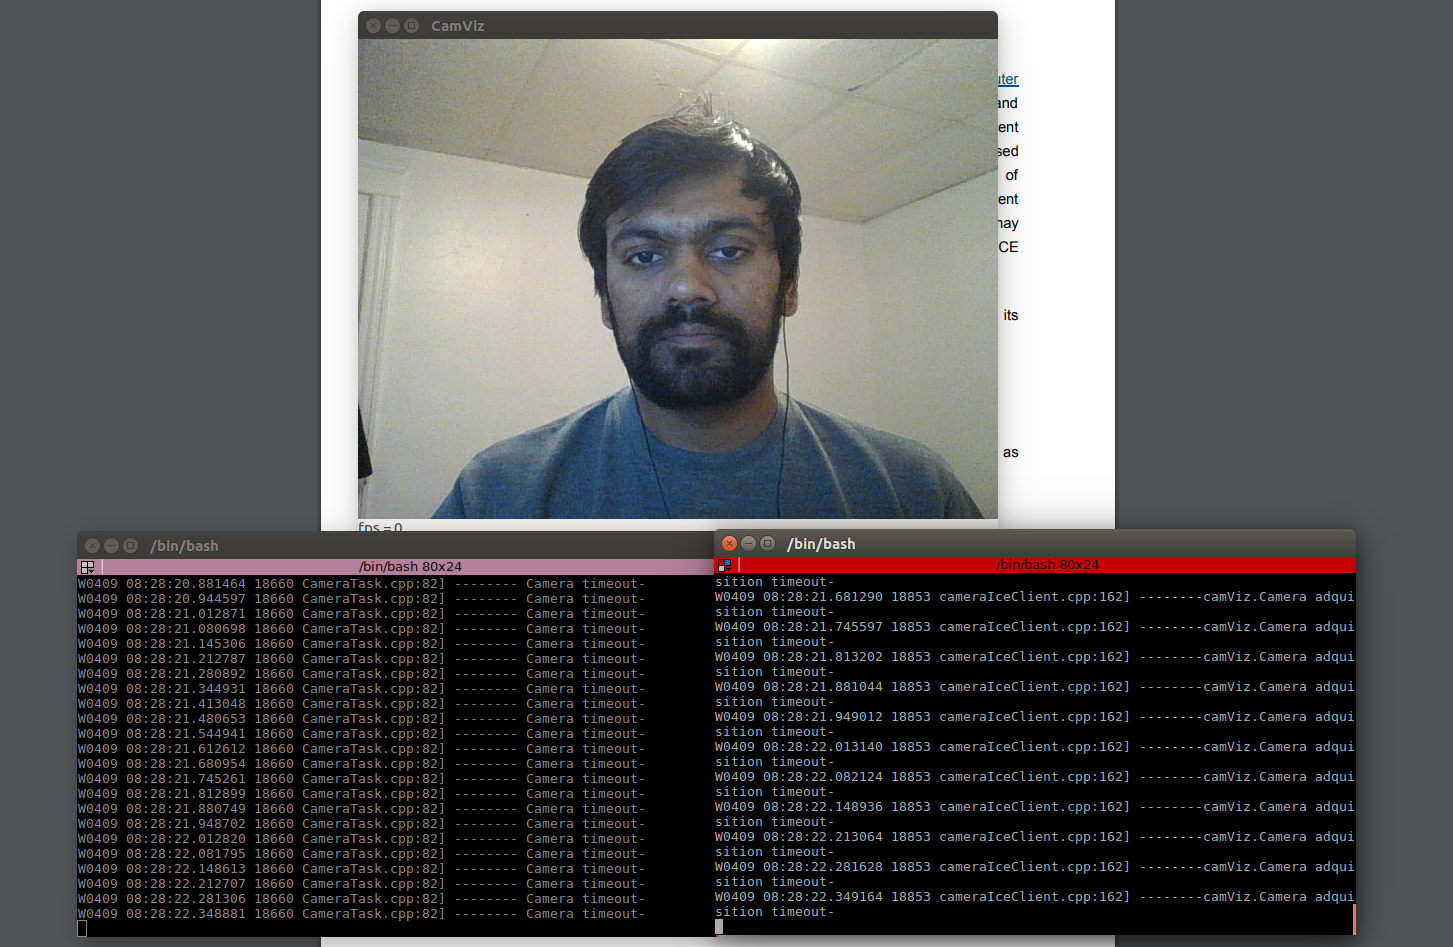 CamViz
uter
and
ent
sed
of
ent
may
CE
its
as
fps = 0
/bin/bash
/bin/bash 80x24
W0409 08:28:20.881464 18660 CameraTask.cpp:82] -------- Camera timeout-
W0409 08:28:20.944597 18660 CameraTask.cpp:82] -------- Camera timeout-
W0409 08:28:21.012871 18660 CameraTask.cpp:82] -------- Camera timeout-
W0409 08:28:21.080698 18660 CameraTask.cpp:82] -------- Camera timeout-
W0409 08:28:21.145306 18660 CameraTask.cpp:82] -------- Camera timeout-
W0409 08:28:21.212787 18660 CameraTask.cpp:82] -------- Camera timeout-
W0409 08:28:21.280892 18660 CameraTask.cpp:82] -------- Camera timeout-
W0409 08:28:21.344931 18660 CameraTask.cpp:82] -------- Camera timeout-
W0409 08:28:21.413048 18660 CameraTask.cpp:82] -------- Camera timeout-
W0409 08:28:21.480653 18660 CameraTask.cpp:82] -------- Camera timeout-
W0409 08:28:21.544941 18660 CameraTask.cpp:82] -------- Camera timeout-
W0409 08:28:21.612612 18660 CameraTask.cpp:82] -------- Camera timeout-
W0409 08:28:21.680954 18660 CameraTask.cpp:82] -------- Camera timeout-
W0409 08:28:21.745261 18660 CameraTask.cpp:82] -------- Camera timeout-
W0409 08:28:21.812899 18660 CameraTask.cpp:82] -------- Camera timeout-
W0409 08:28:21.880749 18660 CameraTask.cpp:82] -------- Camera timeout-
W0409 08:28:21.948702 18660 CameraTask.cpp:82] -------- Camera timeout-
W0409 08:28:22.012820 18660 CameraTask.cpp:82] -------- Camera timeout-
W0409 08:28:22.081795 18660 CameraTask.cpp:82] -------- Camera timeout-
W0409 08:28:22.148613 18660 CameraTask.cpp:82] -------- Camera timeout-
W0409 08:28:22.212707 18660 CameraTask.cpp:82] -------- Camera timeout-
W0409 08:28:22.281306 18660 CameraTask.cpp:82] -------- Camera timeout-
W0409 08:28:22.348881 18660 CameraTask.cpp:82] -------- Camera timeout-
/bin/bash
/bin/bash 80x24
sition timeout-
W0409 08:28:21.681290 18853 cameraIceClient.cpp:162] --------camViz.Camera adqui
sition timeout-
W0409 08:28:21.745597 18853 cameraIceClient.cpp:162] --------camViz.Camera adqui
sition timeout-
W0409 08:28:21.813202 18853 cameraIceClient.cpp:162] --------camViz.Camera adqui
sition timeout-
W0409 08:28:21.881044 18853 cameraIceClient.cpp:162] --------camViz.Camera adqui
sition timeout-
W0409 08:28:21.949012 18853 cameraIceClient.cpp:162] --------camViz.Camera adqui
sition timeout-
W0409 08:28:22.013140 18853 cameraIceClient.cpp:162] --------camViz.Camera adqui
sition timeout-
W0409 08:28:22.082124 18853 cameraIceClient.cpp:162] --------camViz.Camera adqui
sition timeout-
W0409 08:28:22.148936 18853 cameraIceClient.cpp:162] --------camViz.Camera adqui
sition timeout-
W0409 08:28:22.213064 18853 cameraIceClient.cpp:162] --------camViz.Camera adqui
sition timeout-
W0409 08:28:22.281628 18853 cameraIceClient.cpp:162] --------camViz.Camera adqui
sition timeout-
W0409 08:28:22.349164 18853 cameraIceClient.cpp:162] --------camViz.Camera adqui
sition timeout-